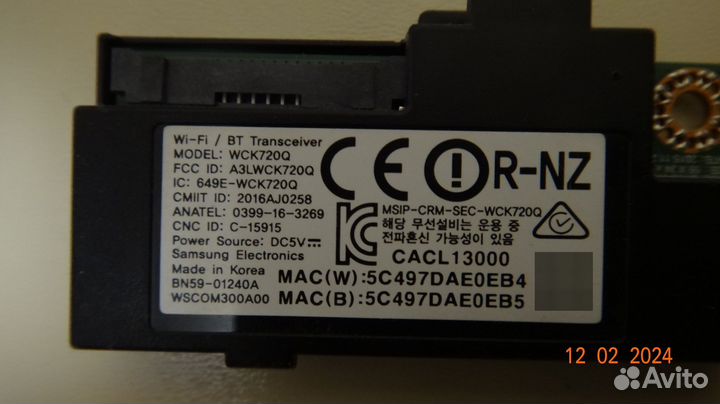 Wi-Fi / BT Transceiver
MODEL: WCK720Q
FCC ID: A3LWCK720Q
IC: 649E-WCK720Q
CMIIT ID: 2016AJ0258
ANATEL: 0399-16-3269
CNC ID: C-15915
Power Source: DC5V⎓
Samsung Electronics
Made in Korea
BN59-01240A
WSCOM300A00
CE R-NZ
MSIP-CRM-SEC-WCK720Q
해당 무선설비는 운용 중
전파혼신 가능성이 있음
CACL13000
MAC(W):5C497DAE0EB4
MAC(B):5C497DAE0EB5
12 02 2024
Avito